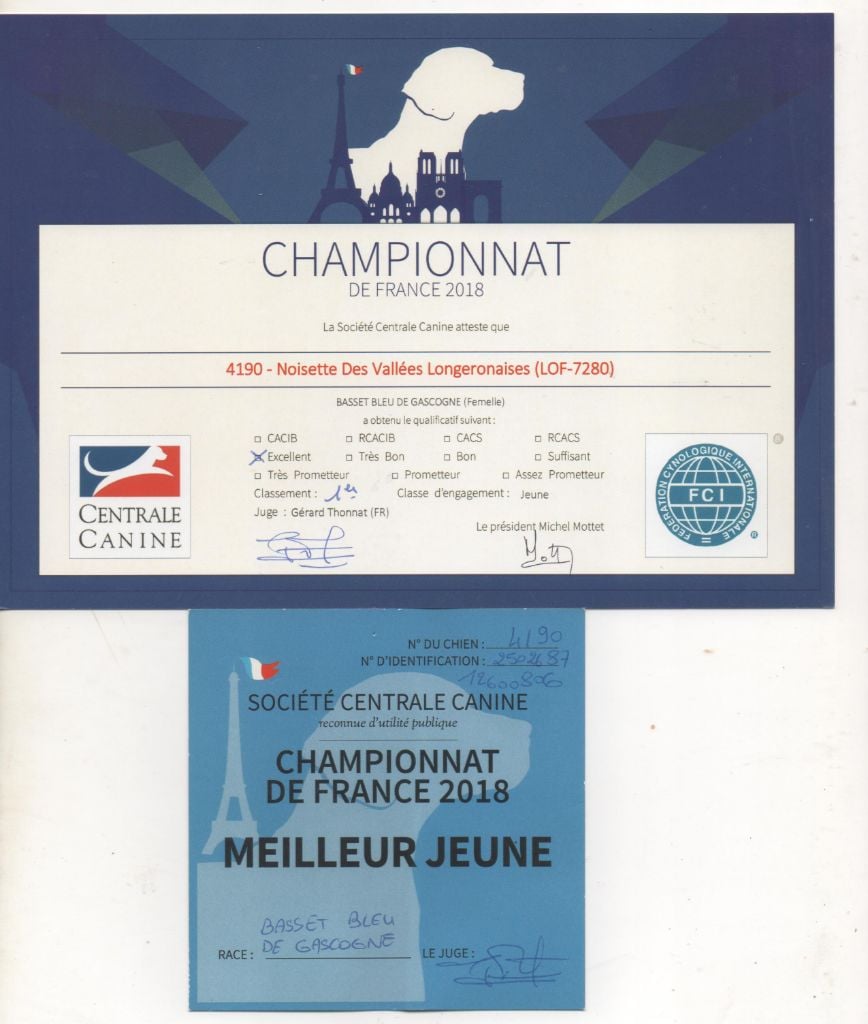 CHAMPIONNAT
DE FRANCE 2018
La Société Centrale Canine atteste que
4190 - Noisette Des Vallées Longeronaises (LOF-7280)
BASSET BLEU DE GASCOGNE (Femelle)
a obtenu le qualificatif suivant :
CACIB RCACIB CACS RCACS
Excellent Très Bon Bon Suffisant
Très Prometteur Prometteur Assez Prometteur
Classement : 1er Classe d'engagement : Jeune
Juge : Gérard Thonnat (FR)
Le président Michel Mottet
CENTRALE
CANINE
FEDERATION CYNOLOGIQUE INTERNATIONALE
FCI
N° DU CHIEN : 4190
N° D'IDENTIFICATION : 2502687
12600806
SOCIÉTÉ CENTRALE CANINE
reconnue d'utilité publique
CHAMPIONNAT
DE FRANCE 2018
MEILLEUR JEUNE
BASSET BLEU
RACE : DE GASCOGNE LE JUGE :